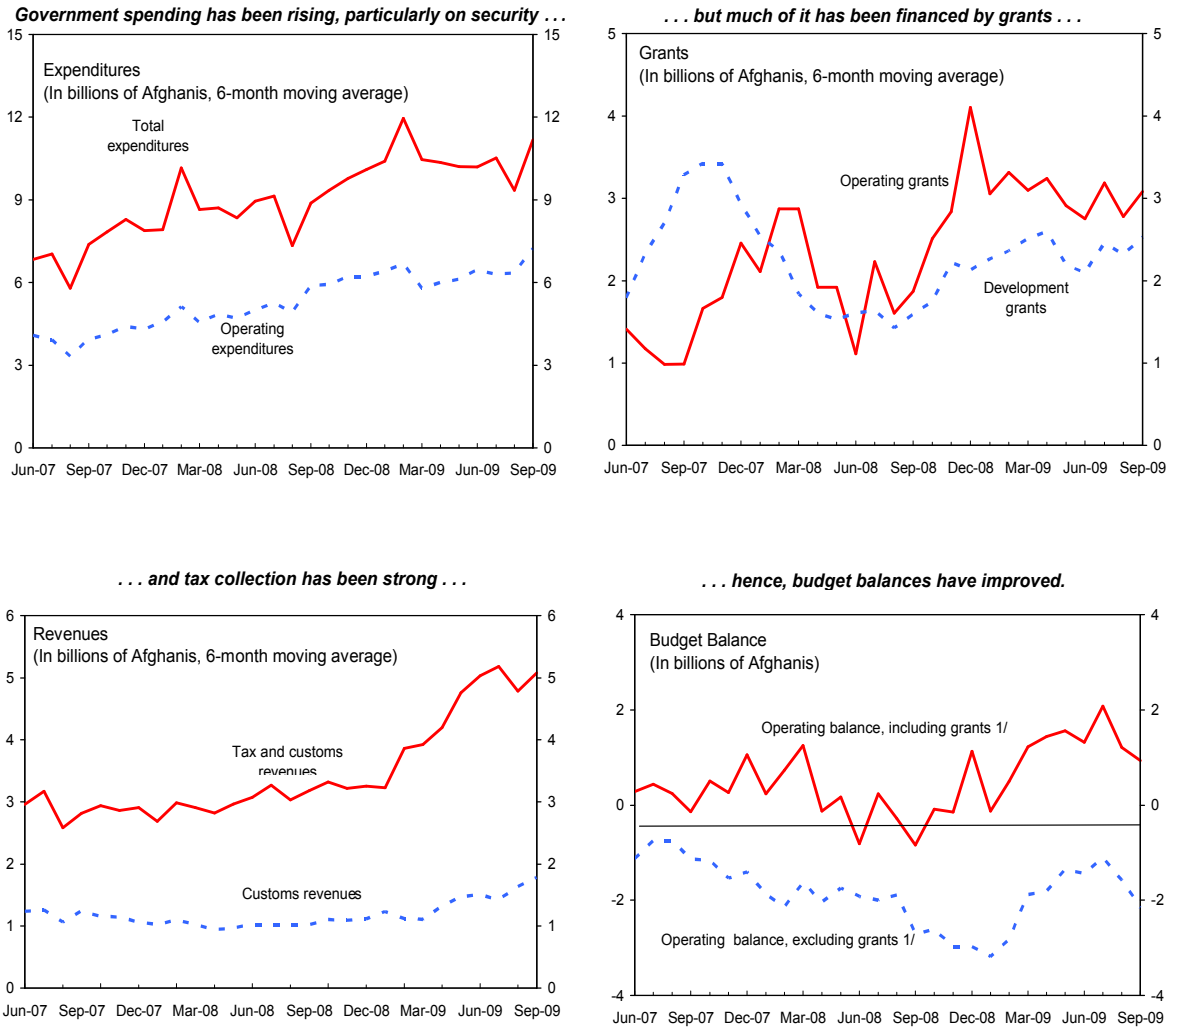 Government spending has been rising, particularly on security . . .
15
15
Expenditures
(In billions of Afghanis, 6-month moving average)
12
12
Total
expenditures
9
9
6
6
Operating
expenditures
3
3
0
0
Jun-07 Sep-07 Dec-07 Mar-08 Jun-08 Sep-08 Dec-08 Mar-09 Jun-09 Sep-09
. . . but much of it has been financed by grants . . .
5
5
Grants
(In billions of Afghanis, 6-month moving average)
4
4
Operating grants
3
3
2
2
Development
grants
1
1
0
0
Jun-07 Sep-07 Dec-07 Mar-08 Jun-08 Sep-08 Dec-08 Mar-09 Jun-09 Sep-09
. . . and tax collection has been strong . . .
6
6
Revenues
(In billions of Afghanis, 6-month moving average)
5
5
4
4
Tax and customs
revenues
3
3
2
2
Customs revenues
1
1
0
0
Jun-07 Sep-07 Dec-07 Mar-08 Jun-08 Sep-08 Dec-08 Mar-09 Jun-09 Sep-09
. . . hence, budget balances have improved.
4
4
Budget Balance
(In billions of Afghanis)
2
2
Operating balance, including grants 1/
0
0
-2
-2
Operating balance, excluding grants 1/
-4
-4
Jun-07 Sep-07 Dec-07 Mar-08 Jun-08 Sep-08 Dec-08 Mar-09 Jun-09 Sep-09